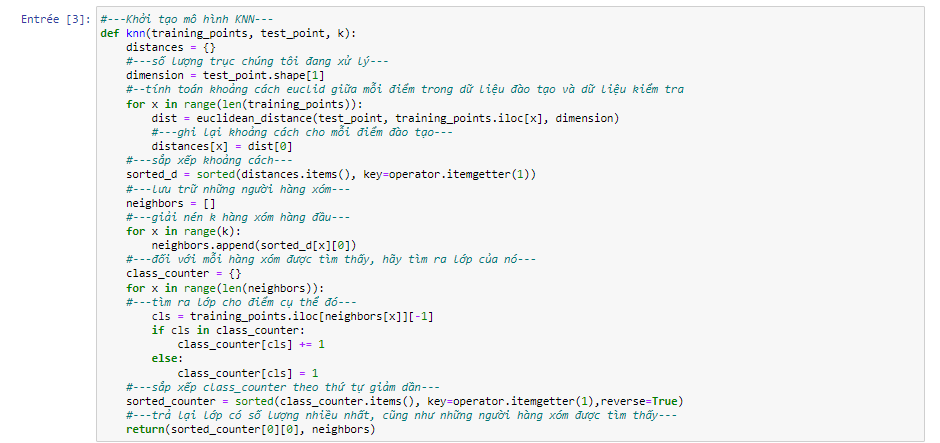 Entrée [3]: #---Khởi tạo mô hình KNN---
def knn(training_points, test_point, k):
    distances = {}
    #---số lượng trục chúng tôi đang xử lý---
    dimension = test_point.shape[1]
    #--tính toán khoảng cách euclid giữa mỗi điểm trong dữ liệu đào tạo và dữ liệu kiểm tra
    for x in range(len(training_points)):
        dist = euclidean_distance(test_point, training_points.iloc[x], dimension)
        #---ghi lại khoảng cách cho mỗi điểm đào tạo---
        distances[x] = dist[0]
    #---sắp xếp khoảng cách---
    sorted_d = sorted(distances.items(), key=operator.itemgetter(1))
    #---lưu trữ những người hàng xóm---
    neighbors = []
    #---giải nén k hàng xóm hàng đầu---
    for x in range(k):
        neighbors.append(sorted_d[x][0])
    #---đối với mỗi hàng xóm được tìm thấy, hãy tìm ra lớp của nó---
    class_counter = {}
    for x in range(len(neighbors)):
    #---tìm ra lớp cho điểm cụ thể đó---
        cls = training_points.iloc[neighbors[x]][-1]
        if cls in class_counter:
            class_counter[cls] += 1
        else:
            class_counter[cls] = 1
    #---sắp xếp class_counter theo thứ tự giảm dần---
    sorted_counter = sorted(class_counter.items(), key=operator.itemgetter(1),reverse=True)
    #---trả lại lớp có số lượng nhiều nhất, cũng như những người hàng xóm được tìm thấy---
    return(sorted_counter[0][0], neighbors)